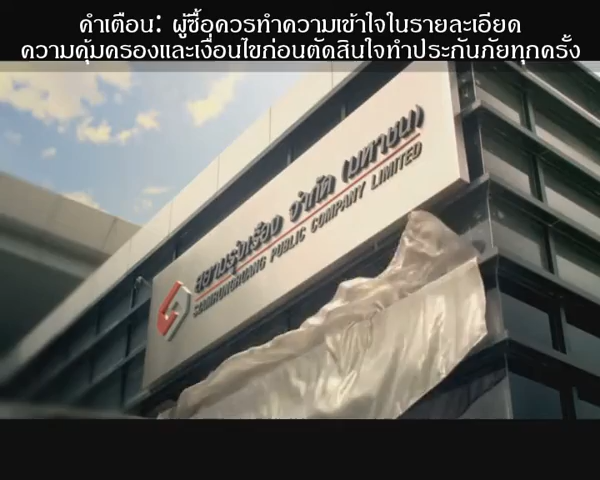 คำเตือน: ผู้ซื้อควรทำความเข้าใจในรายละเอียด
ความคุ้มครองและเงื่อนไขก่อนตัดสินใจทำประกันภัยทุกครั้ง
สยามรุ่งเรือง จำกัด (มหาชน)
SIAMRUNGRUANG PUBLIC COMPANY LIMITED